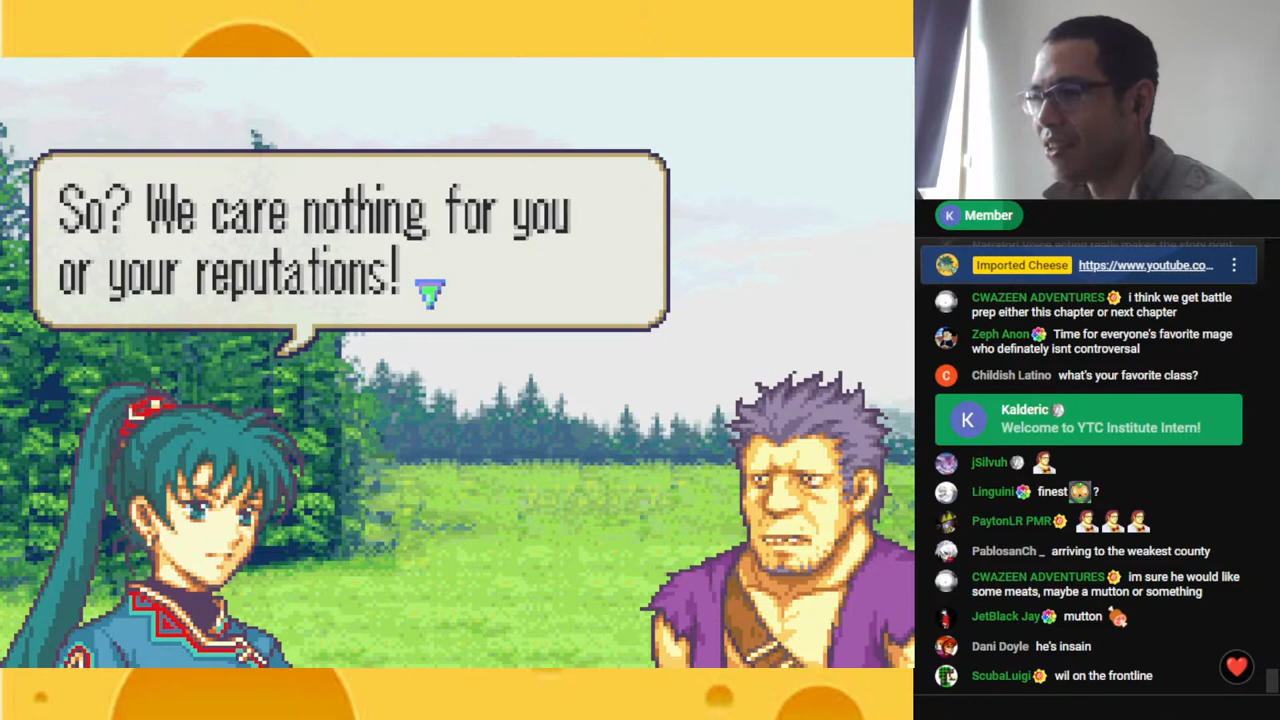 So? We care nothing for you
or your reputations!
K Member
Imported Cheese https://www.youtube.co...
CWAZEEN ADVENTURES i think we get battle
prep either this chapter or next chapter
Zeph Anon Time for everyone's favorite mage
who definately isnt controversal
C Childish Latino what's your favorite class?
K Kalderic
Welcome to YTC Institute Intern!
jSilvuh
Linguini finest ?
PaytonLR PMR
PablosanCh _ arriving to the weakest county
CWAZEEN ADVENTURES im sure he would like
some meats, maybe a mutton or something
JetBlack Jay mutton
Dani Doyle he's insain
ScubaLuigi wil on the frontline